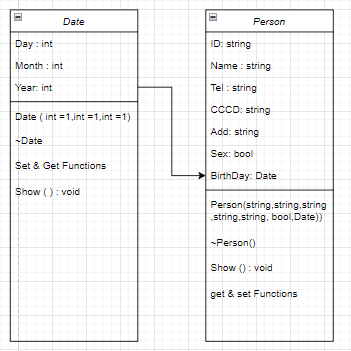 Date
Day : int
Month : int
Year: int
Date ( int =1,int =1,int =1)
~Date
Set & Get Functions
Show ( ) : void
Person
ID: string
Name : string
Tel : string
CCCD: string
Add: string
Sex: bool
BirthDay: Date
Person(string,string,string
,string,string, bool,Date))
~Person()
Show () : void
get & set Functions